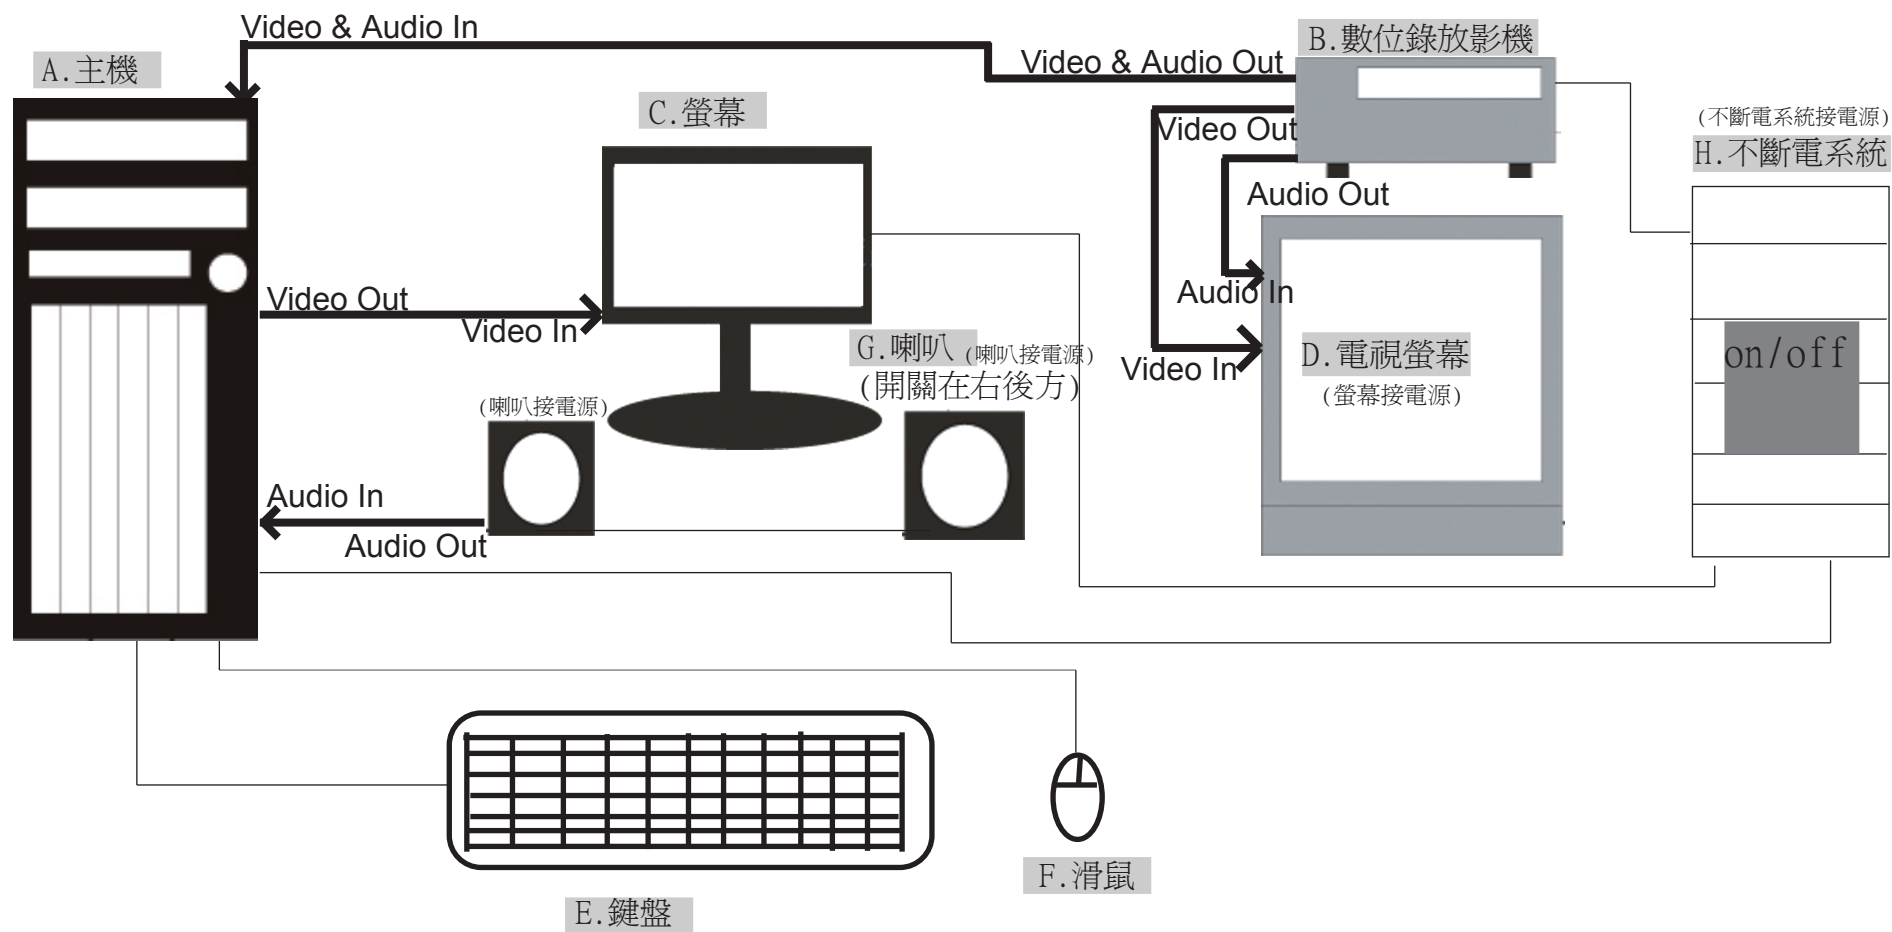 Video & Audio In
A.主機
B.數位錄放影機
Video & Audio Out
C.螢幕
Video Out
(不斷電系統接電源)
H.不斷電系統
Audio Out
Audio In
Video Out
Video In
G.喇叭 (喇叭接電源)
(開關在右後方)
Video In
D.電視螢幕
(螢幕接電源)
on/off
(喇叭接電源)
Audio In
Audio Out
F.滑鼠
E.鍵盤